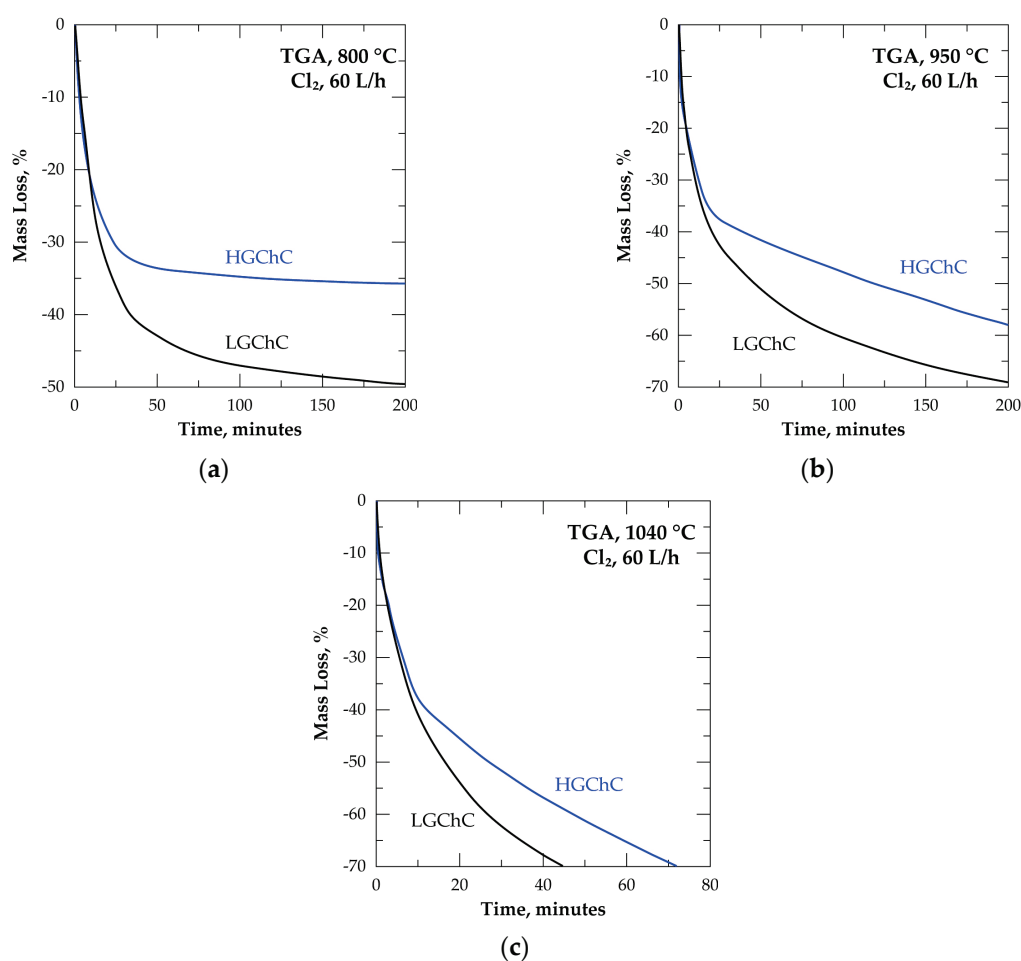 TGA, 800 °C
Cl₂, 60 L/h
HGChC
LGChC
Mass Loss, %
0
-10
-20
-30
-40
-50
0 50 100 150 200
Time, minutes
(a)
TGA, 950 °C
Cl₂, 60 L/h
HGChC
LGChC
Mass Loss, %
0
-10
-20
-30
-40
-50
-60
-70
0 50 100 150 200
Time, minutes
(b)
TGA, 1040 °C
Cl₂, 60 L/h
HGChC
LGChC
Mass Loss, %
0
-10
-20
-30
-40
-50
-60
-70
0 20 40 60 80
Time, minutes
(c)